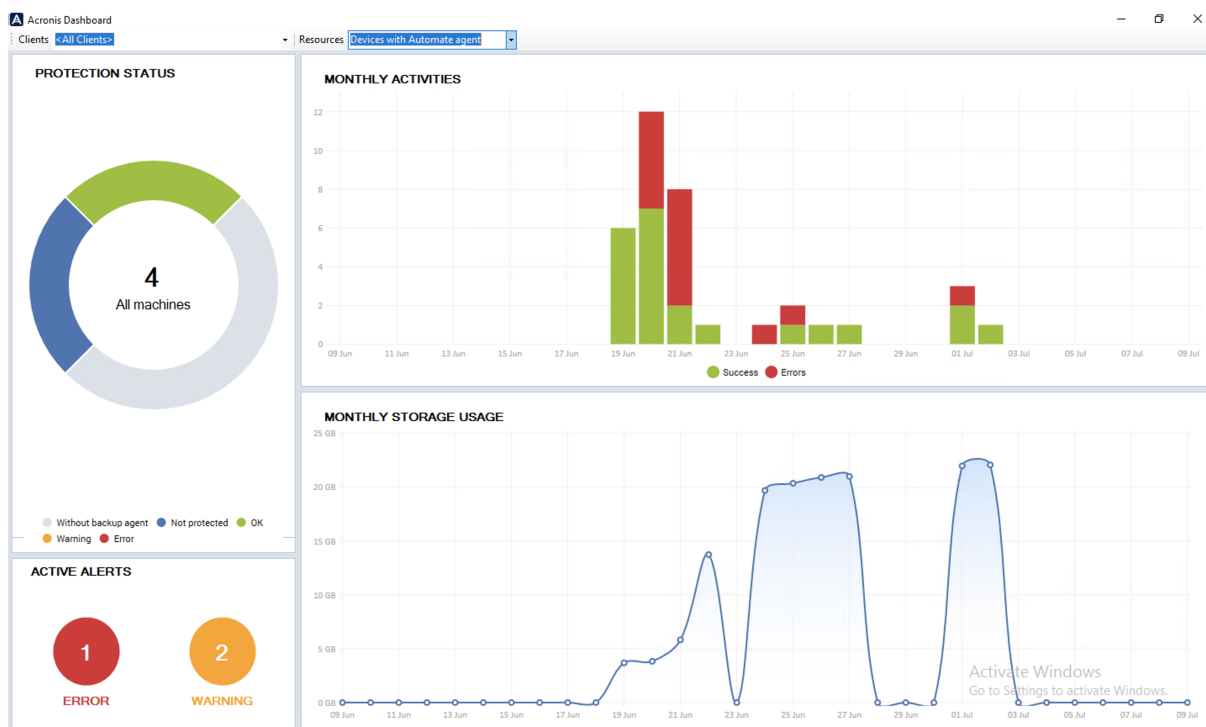 Acronis Dashboard
Clients <All Clients> Resources Devices with Automate agent
PROTECTION STATUS
4
All machines
Without backup agent Not protected OK
Warning Error
ACTIVE ALERTS
1
ERROR
2
WARNING
MONTHLY ACTIVITIES
12
10
8
6
4
2
0
09 Jun 11 Jun 13 Jun 15 Jun 17 Jun 19 Jun 21 Jun 23 Jun 25 Jun 27 Jun 29 Jun 01 Jul 03 Jul 05 Jul 07 Jul 09 Jul
Success Errors
MONTHLY STORAGE USAGE
25 GB
20 GB
15 GB
10 GB
5 GB
0 GB
09 Jun 11 Jun 13 Jun 15 Jun 17 Jun 19 Jun 21 Jun 23 Jun 25 Jun 27 Jun 29 Jun 01 Jul 03 Jul 05 Jul 07 Jul 09 Jul
Activate Windows
Go to Settings to activate Windows.